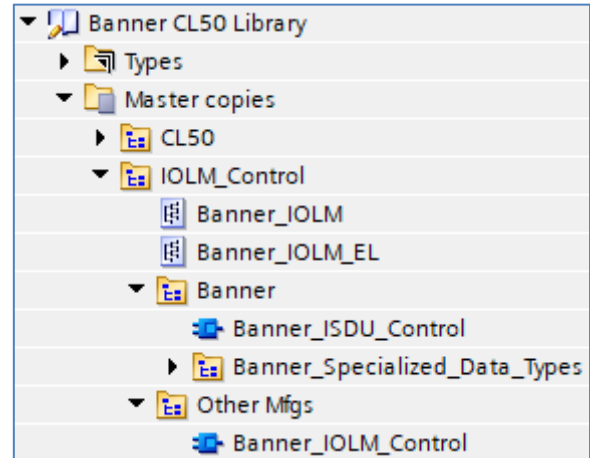 Banner CL50 Library
Types
Master copies
CL50
IOLM_Control
Banner_IOLM
Banner_IOLM_EL
Banner
Banner_ISDU_Control
Banner_Specialized_Data_Types
Other Mfgs
Banner_IOLM_Control